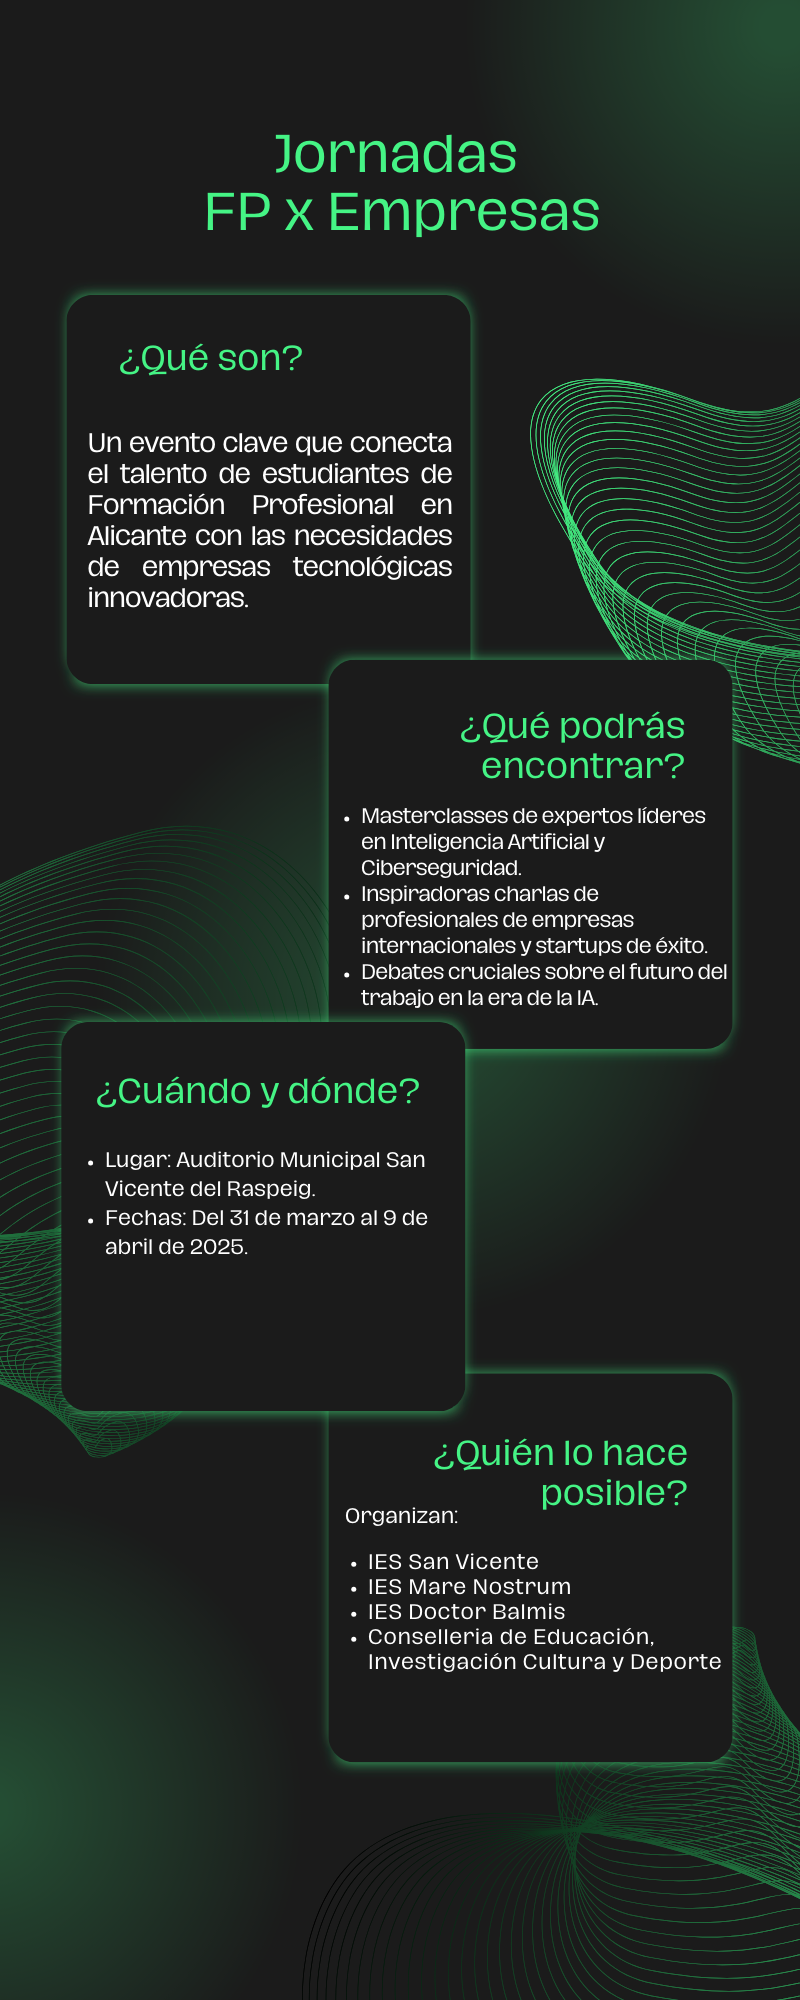 Jornadas
FP x Empresas
¿Qué son?
Un evento clave que conecta
el talento de estudiantes de
Formación Profesional en
Alicante con las necesidades
de empresas tecnológicas
innovadoras.
¿Qué podrás
encontrar?
• Masterclasses de expertos líderes
en Inteligencia Artificial y
Ciberseguridad.
• Inspiradoras charlas de
profesionales de empresas
internacionales y startups de éxito.
• Debates cruciales sobre el futuro del
trabajo en la era de la IA.
¿Cuándo y dónde?
• Lugar: Auditorio Municipal San
Vicente del Raspeig.
• Fechas: Del 31 de marzo al 9 de
abril de 2025.
¿Quién lo hace
posible?
Organizan:
• IES San Vicente
• IES Mare Nostrum
• IES Doctor Balmis
• Conselleria de Educación,
Investigación Cultura y Deporte